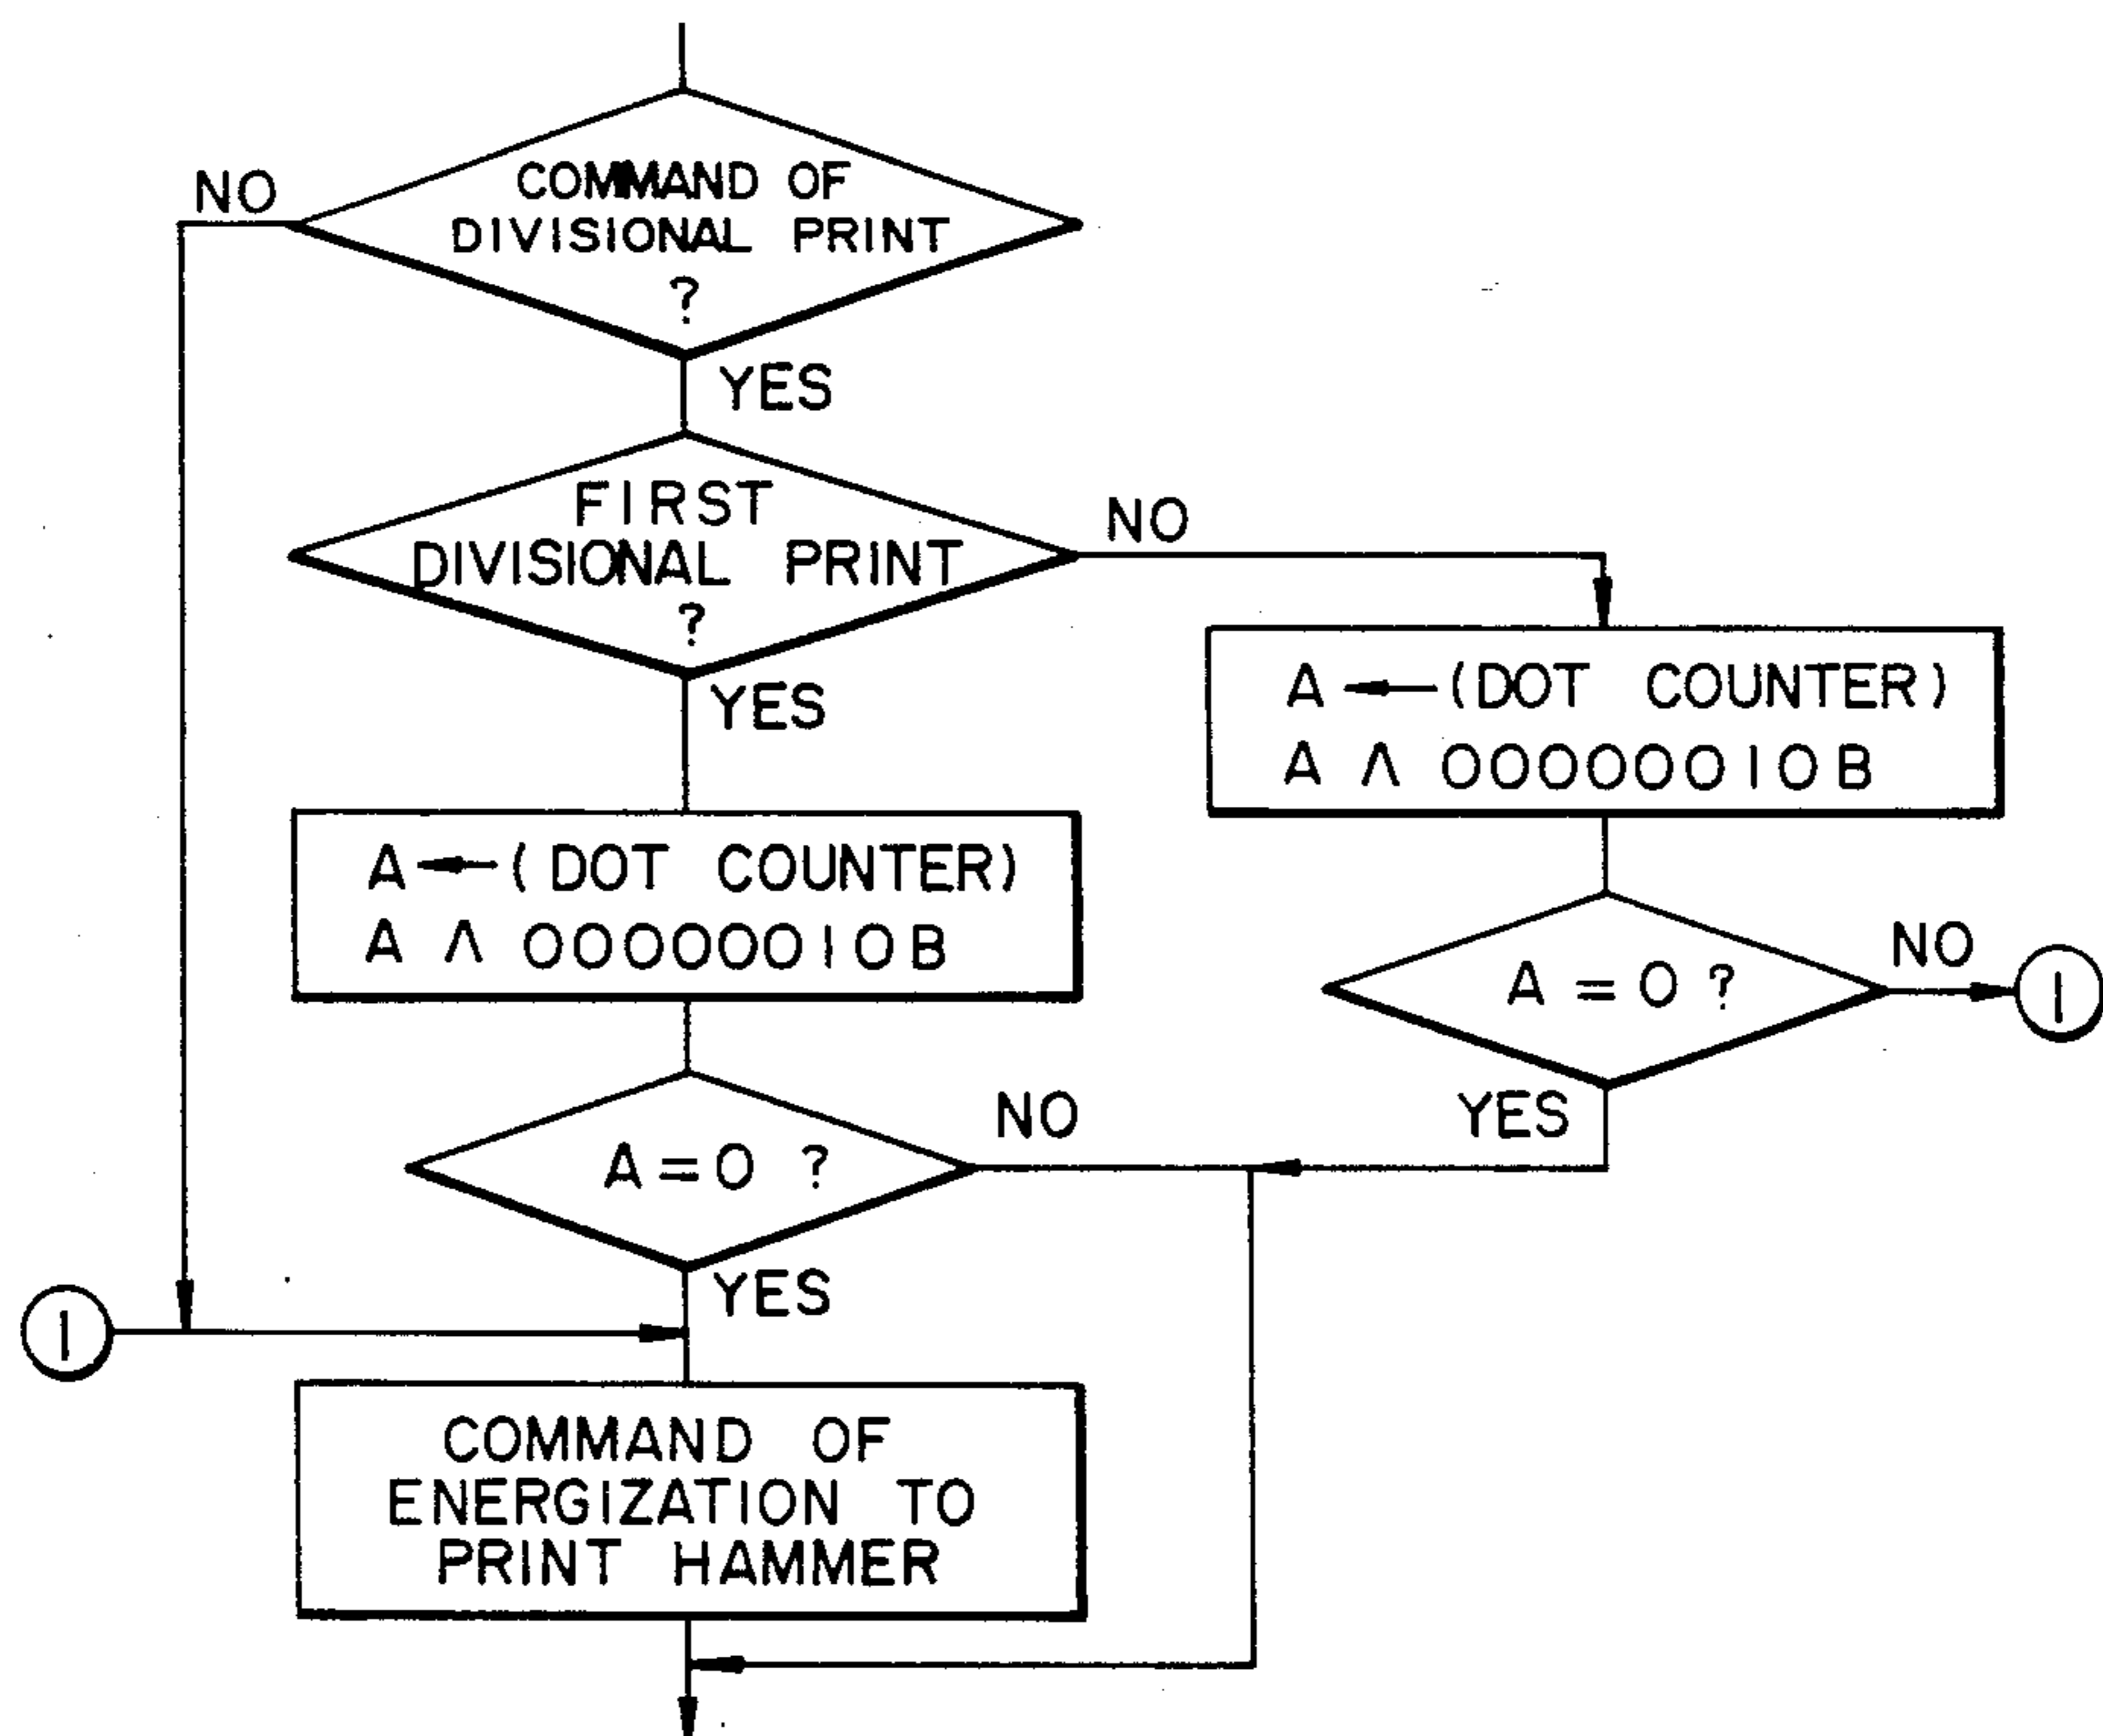 NO
COMMAND OF
DIVISIONAL PRINT
?
YES
FIRST
DIVISIONAL PRINT
?
NO
YES
A ← (DOT COUNTER)
A ∧ 00000010B
A ← (DOT COUNTER)
A ∧ 00000010B
A = 0 ?
NO
1
YES
A = 0 ?
NO
YES
1
COMMAND OF
ENERGIZATION TO
PRINT HAMMER